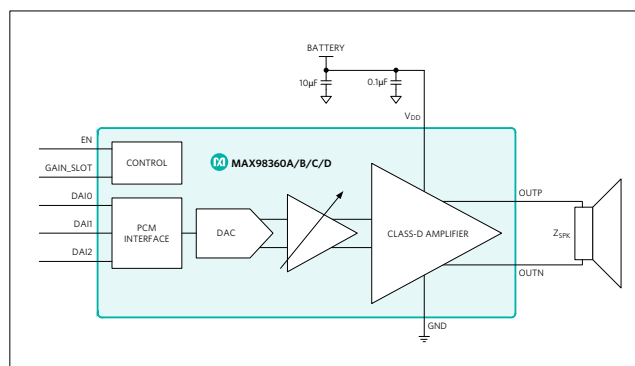 BATTERY
10µF
0.1µF
VDD
EN
GAIN_SLOT
DAI0
DAI1
DAI2
CONTROL
MAX98360A/B/C/D
PCM
INTERFACE
DAC
CLASS-D AMPLIFIER
OUTP
ZSPK
OUTN
GND